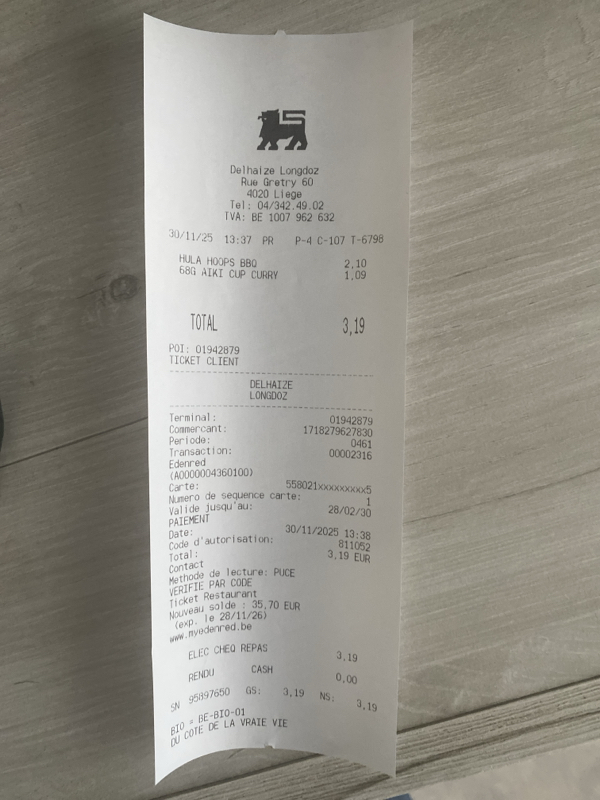 Delhaize Longdoz
Rue Gretry 60
4020 Liege
Tel: 04/342.49.02
TVA: BE 1007 962 632
30/11/25 13:37 PR P-4 C-107 T-6798
HULA HOOPS BBQ 2,10
68G AIKI CUP CURRY 1,09
TOTAL 3,19
POI: 01942879
TICKET CLIENT
DELHAIZE
LONGDOZ
Terminal: 01942879
Commercant: 1718279627830
Periode: 0461
Transaction: 00002316
Edenred
(A0000004360100)
Carte: 558021xxxxxxxxx5
Numero de sequence carte: 1
Valide jusqu'au: 28/02/30
PAIEMENT
Date: 30/11/2025 13:38
Code d'autorisation: 811052
Total: 3,19 EUR
Contact
Methode de lecture: PUCE
VERIFIE PAR CODE
Ticket Restaurant
Nouveau solde : 35,70 EUR
(exp. le 28/11/26)
www.myedenred.be
ELEC CHEQ REPAS 3,19
RENDU CASH 0,00
SN 95897650 GS: 3,19 NS: 3,19
BIO = BE-BIO-01
DU COTE DE LA VRAIE VIE